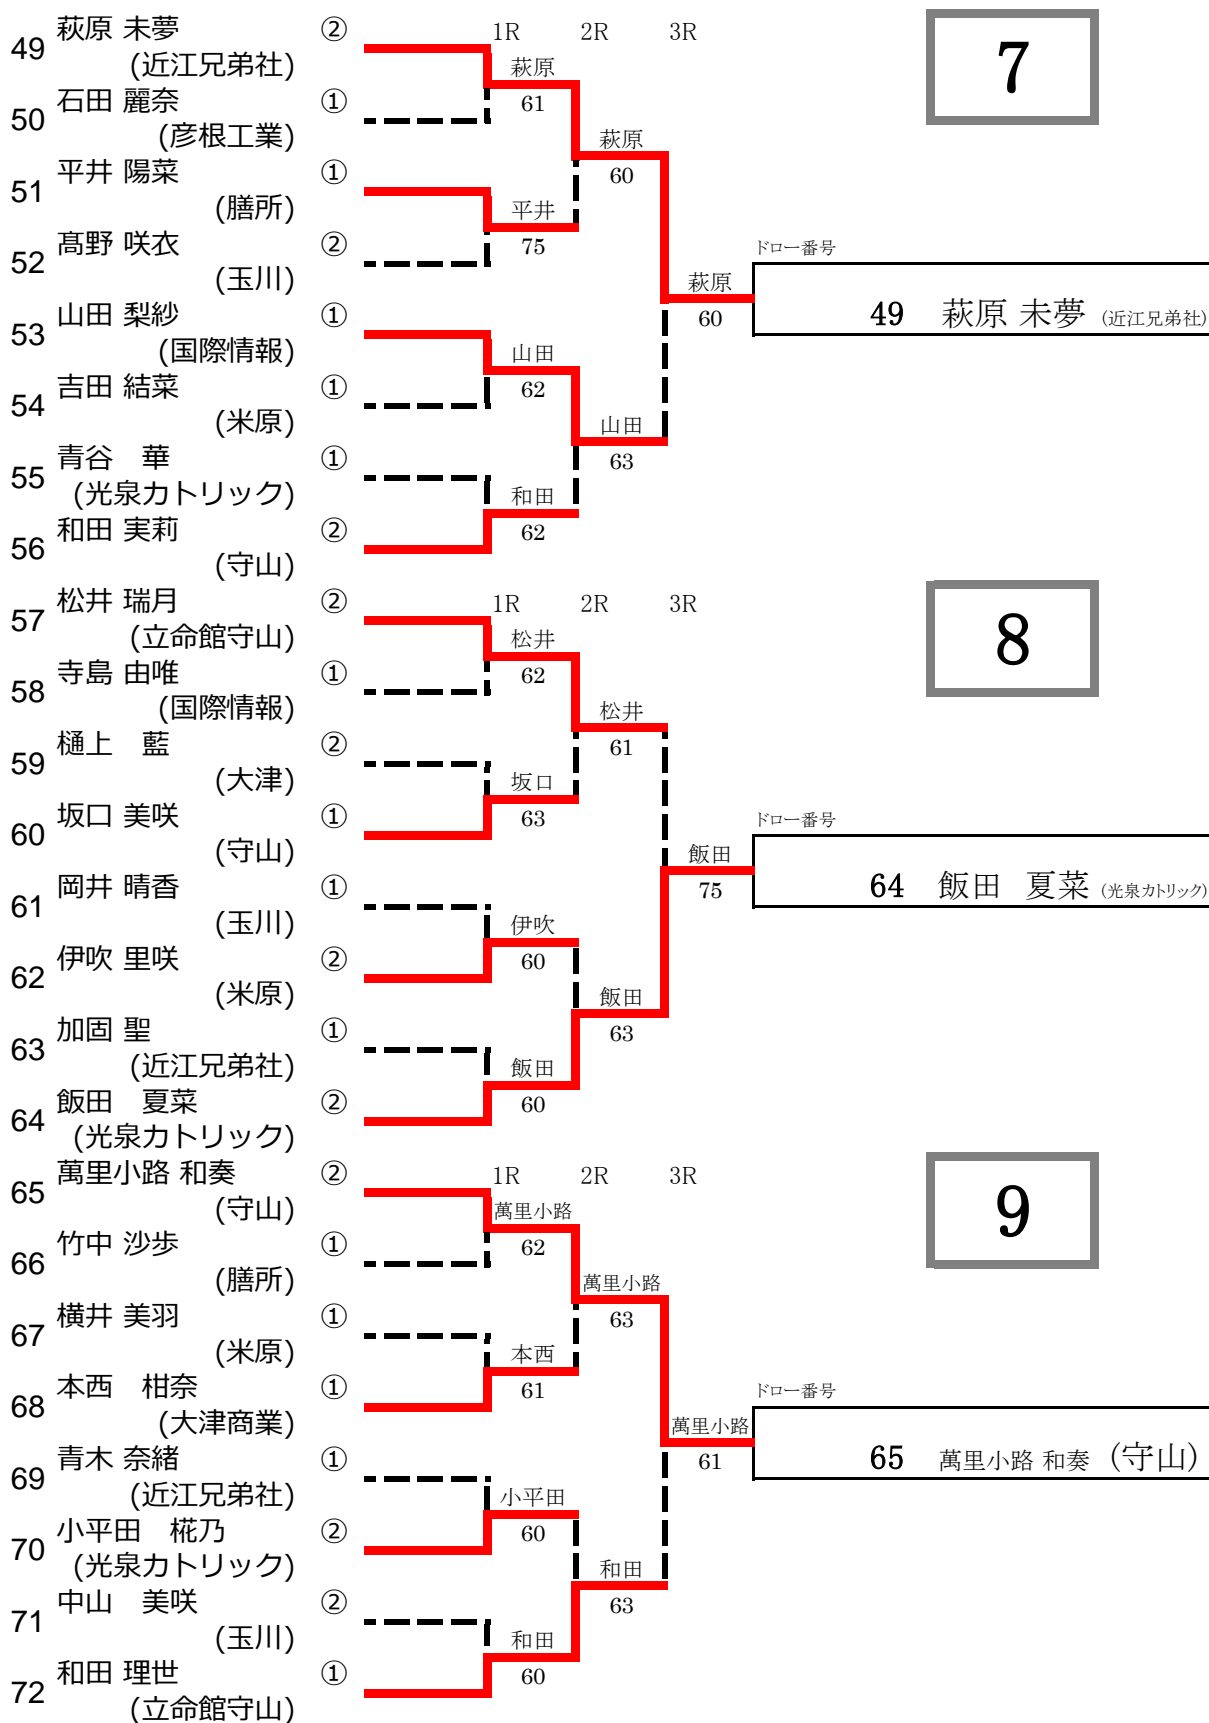 49 萩原 未夢 ②
(近江兄弟社)
50 石田 麗奈 ①
(彦根工業)
51 平井 陽菜 ①
(膳所)
52 髙野 咲衣 ②
(玉川)
53 山田 梨紗 ①
(国際情報)
54 吉田 結菜 ①
(米原)
55 青谷　華 ①
(光泉カトリック)
56 和田 実莉 ②
(守山)
1R 2R 3R
萩原
61
平井
75
山田
62
和田
62
萩原
60
山田
63
萩原
60
7
ドロー番号
49 萩原 未夢 (近江兄弟社)
57 松井 瑞月 ②
(立命館守山)
58 寺島 由唯 ①
(国際情報)
59 樋上　藍 ②
(大津)
60 坂口 美咲 ①
(守山)
61 岡井 晴香 ①
(玉川)
62 伊吹 里咲 ②
(米原)
63 加固 聖 ①
(近江兄弟社)
64 飯田　夏菜 ②
(光泉カトリック)
1R 2R 3R
松井
62
坂口
63
伊吹
60
飯田
60
松井
61
飯田
63
飯田
75
8
ドロー番号
64 飯田　夏菜 (光泉カトリック)
65 萬里小路 和奏 ②
(守山)
66 竹中 沙歩 ①
(膳所)
67 横井 美羽 ①
(米原)
68 本西　柑奈 ①
(大津商業)
69 青木 奈緒 ①
(近江兄弟社)
70 小平田　椛乃 ②
(光泉カトリック)
71 中山　美咲 ②
(玉川)
72 和田 理世 ①
(立命館守山)
1R 2R 3R
萬里小路
62
本西
61
小平田
60
和田
60
萬里小路
63
和田
63
萬里小路
61
9
ドロー番号
65 萬里小路 和奏 (守山)